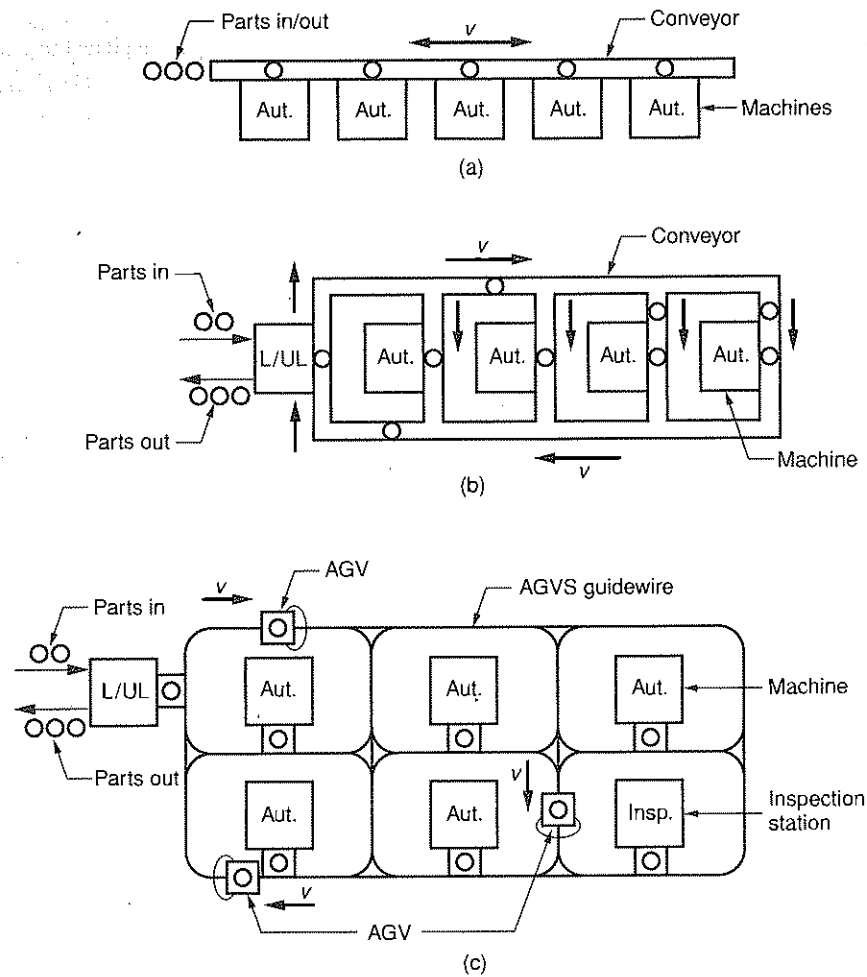 Parts in/out
v
Conveyor
Aut. Aut. Aut. Aut. Aut.
Machines
(a)
v
Conveyor
Parts in
L/UL
Aut. Aut. Aut. Aut.
Parts out
v
Machine
(b)
AGV
AGVS guidewire
v
Parts in
L/UL
Aut. Aut. Aut.
Machine
Parts out
v
Aut. Aut. Insp.
Inspection
station
v
AGV
(c)